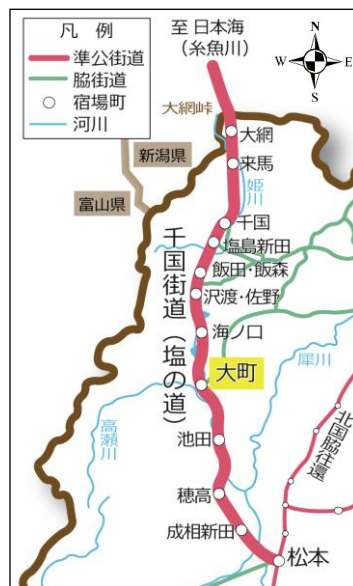 凡 例
準公街道
脇街道
宿場町
河川
至 日本海
(糸魚川)
N
W
E
S
大網峠
大網
来馬
新潟県
姫川
富山県
千国
塩島新田
飯田・飯森
沢渡・佐野
千国街道(塩の道)
海ノ口
犀川
大町
高瀬川
池田
北国脇往還
穂高
成相新田
松本